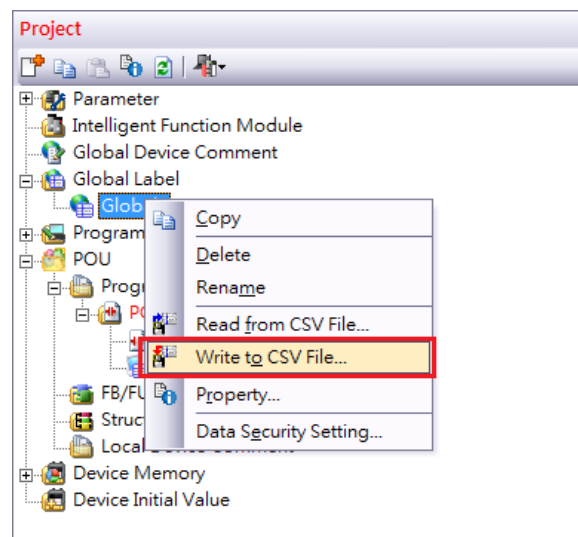 Project
Parameter
Intelligent Function Module
Global Device Comment
Global Label
Copy
Delete
Rename
Read from CSV File...
Write to CSV File...
Property...
Data Security Setting...
POU
Device Memory
Device Initial Value